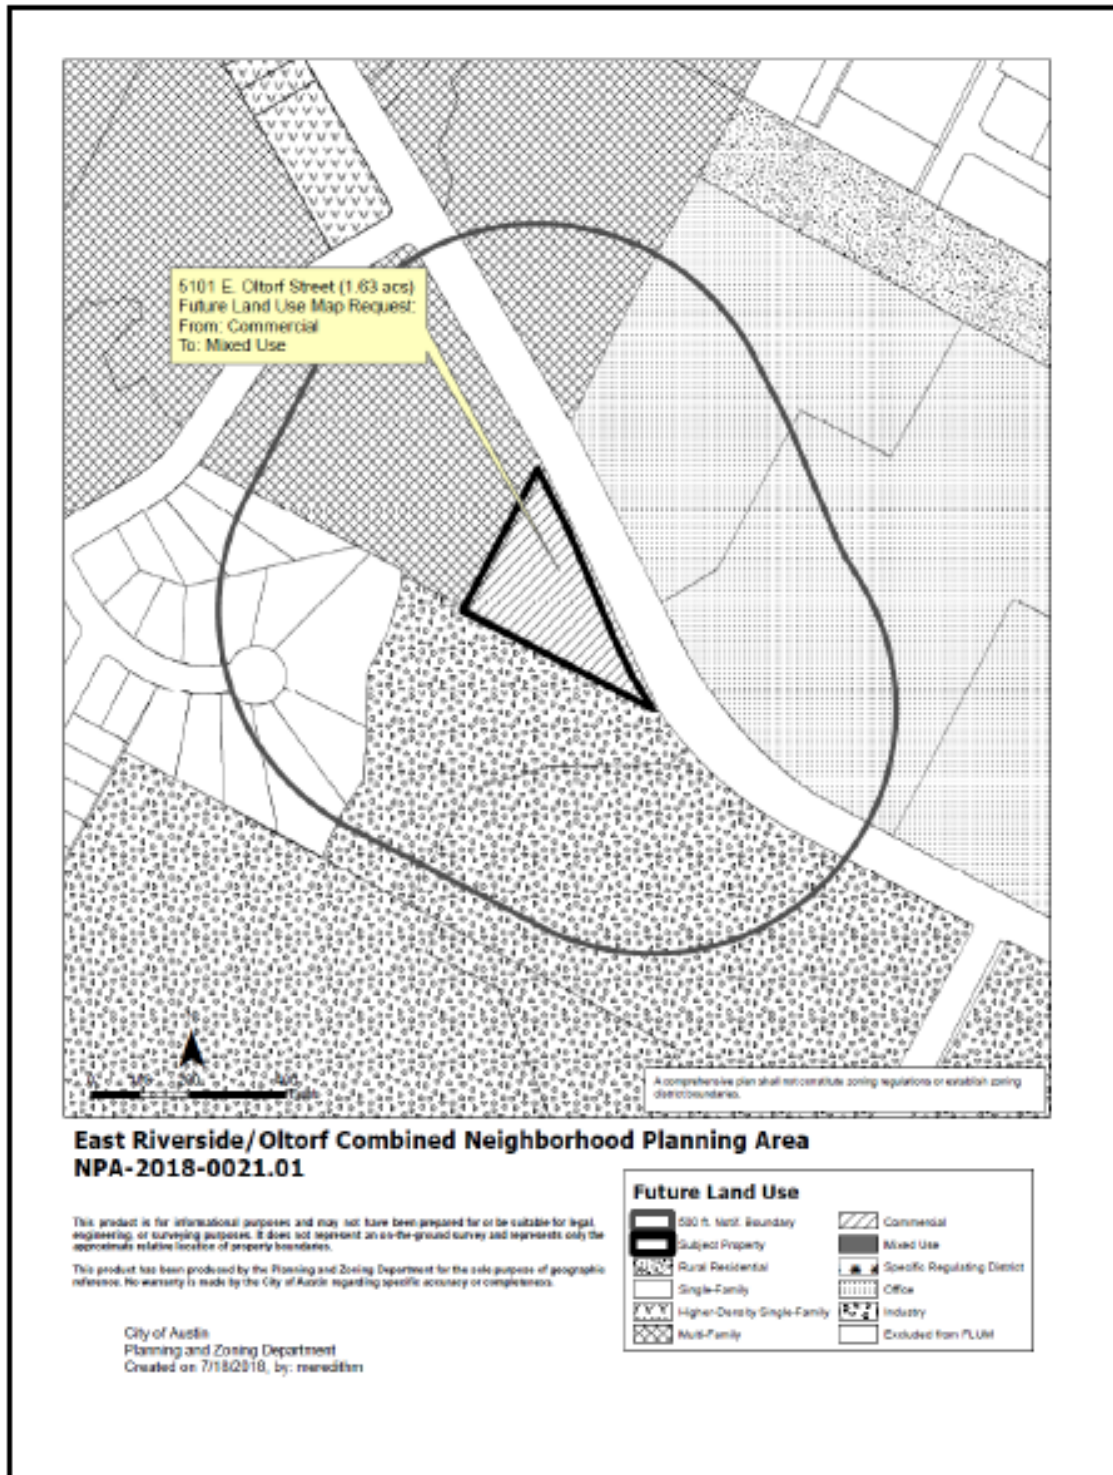 5101 E. Oltorf Street (1.63 acs)
Future Land Use Map Request:
From: Commercial
To: Mixed Use
A comprehensive plan shall not constitute zoning regulations or establish zoning
district boundaries.
East Riverside/Oltorf Combined Neighborhood Planning Area
NPA-2018-0021.01
This product is for informational purposes and may not have been prepared for or be suitable for legal,
engineering, or surveying purposes. It does not represent an on-the-ground survey and represents only the
approximate relative location of property boundaries.
This product has been produced by the Planning and Zoning Department for the sole purpose of geographic
reference. No warranty is made by the City of Austin regarding specific accuracy or completeness.
City of Austin
Planning and Zoning Department
Created on 7/18/2018, by: meredithm
Future Land Use
500 ft. Notif. Boundary
Subject Property
Rural Residential
Single-Family
Higher-Density Single-Family
Multi-Family
Commercial
Mixed Use
Specific Regulating District
Office
Industry
Excluded from FLUM